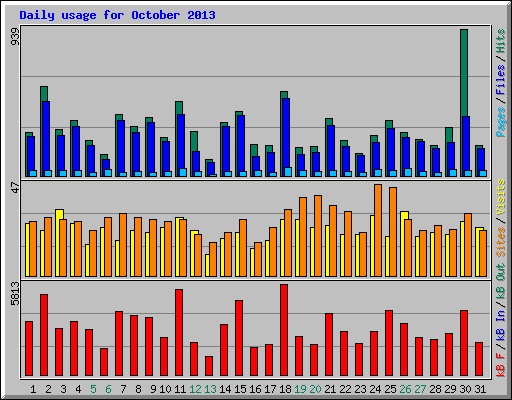 Daily usage for October 2013
939
Pages / Files / Hits
47
Sites / Visits
5813
kB F / kB In / kB Out
1 2 3 4 5 6 7 8 9 10 11 12 13 14 15 16 17 18 19 20 21 22 23 24 25 26 27 28 29 30 31